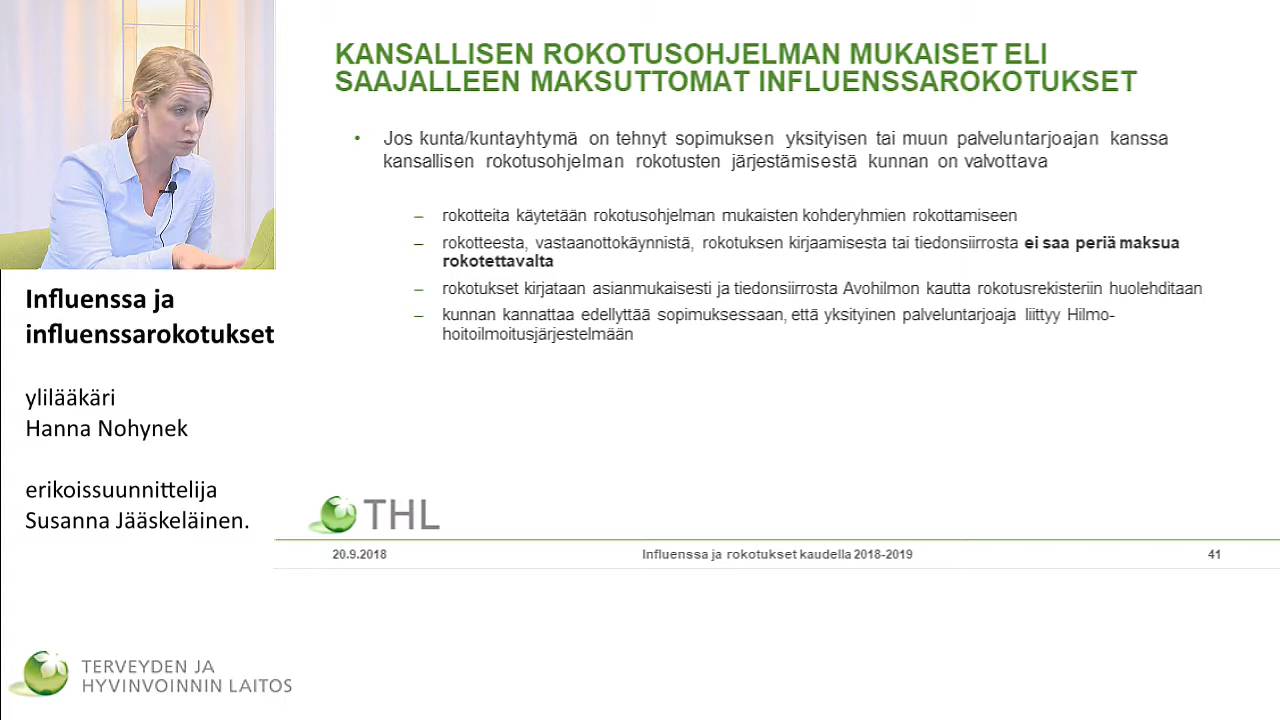 KANSALLISEN ROKOTUSOHJELMAN MUKAISET ELI
SAAJALLEEN MAKSUTTOMAT INFLUENSSAROKOTUKSET
• Jos kunta/kuntayhtymä on tehnyt sopimuksen yksityisen tai muun palveluntarjoajan kanssa
kansallisen rokotusohjelman rokotusten järjestämisestä kunnan on valvottava
– rokotteita käytetään rokotusohjelman mukaisten kohderyhmien rokottamiseen
– rokotteesta, vastaanottokäynnistä, rokotuksen kirjaamisesta tai tiedonsiirrosta ei saa periä maksua
rokotettavalta
– rokotukset kirjataan asianmukaisesti ja tiedonsiirrosta Avohilmon kautta rokotusrekisteriin huolehditaan
– kunnan kannattaa edellyttää sopimuksessaan, että yksityinen palveluntarjoaja liittyy Hilmo-
hoitoilmoitusjärjestelmään
Influenssa ja
influenssarokotukset
ylilääkäri
Hanna Nohynek
erikoissuunnittelija
Susanna Jääskeläinen.
THL
20.9.2018 Influenssa ja rokotukset kaudella 2018-2019 41
TERVEYDEN JA
HYVINVOINNIN LAITOS